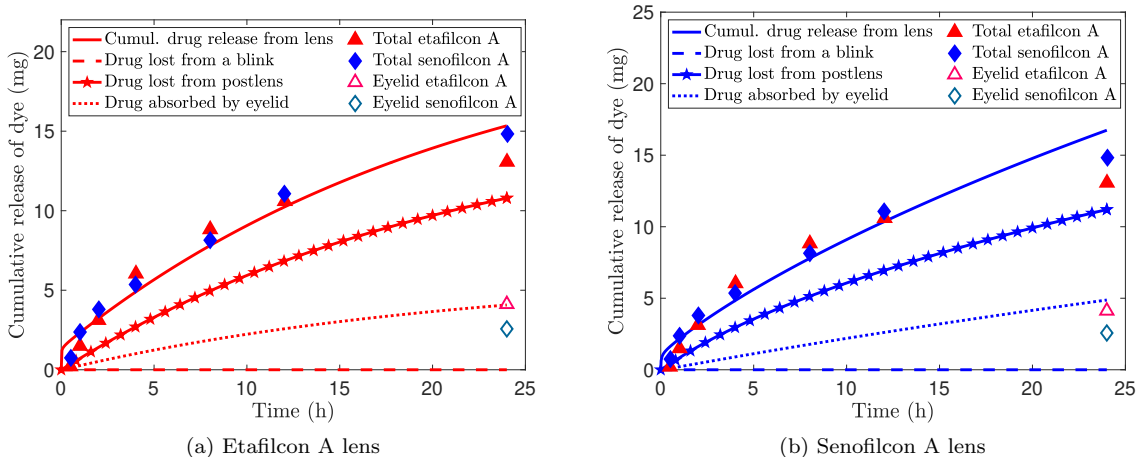 Cumulative release of dye (mg)
20
15
10
5
0
Cumul. drug release from lens
Drug lost from a blink
Drug lost from postlens
Drug absorbed by eyelid
Total etafilcon A
Total senofilcon A
Eyelid etafilcon A
Eyelid senofilcon A
0 5 10 15 20 25
Time (h)
(a) Etafilcon A lens
Cumulative release of dye (mg)
25
20
15
10
5
0
Cumul. drug release from lens
Drug lost from a blink
Drug lost from postlens
Drug absorbed by eyelid
Total etafilcon A
Total senofilcon A
Eyelid etafilcon A
Eyelid senofilcon A
0 5 10 15 20 25
Time (h)
(b) Senofilcon A lens